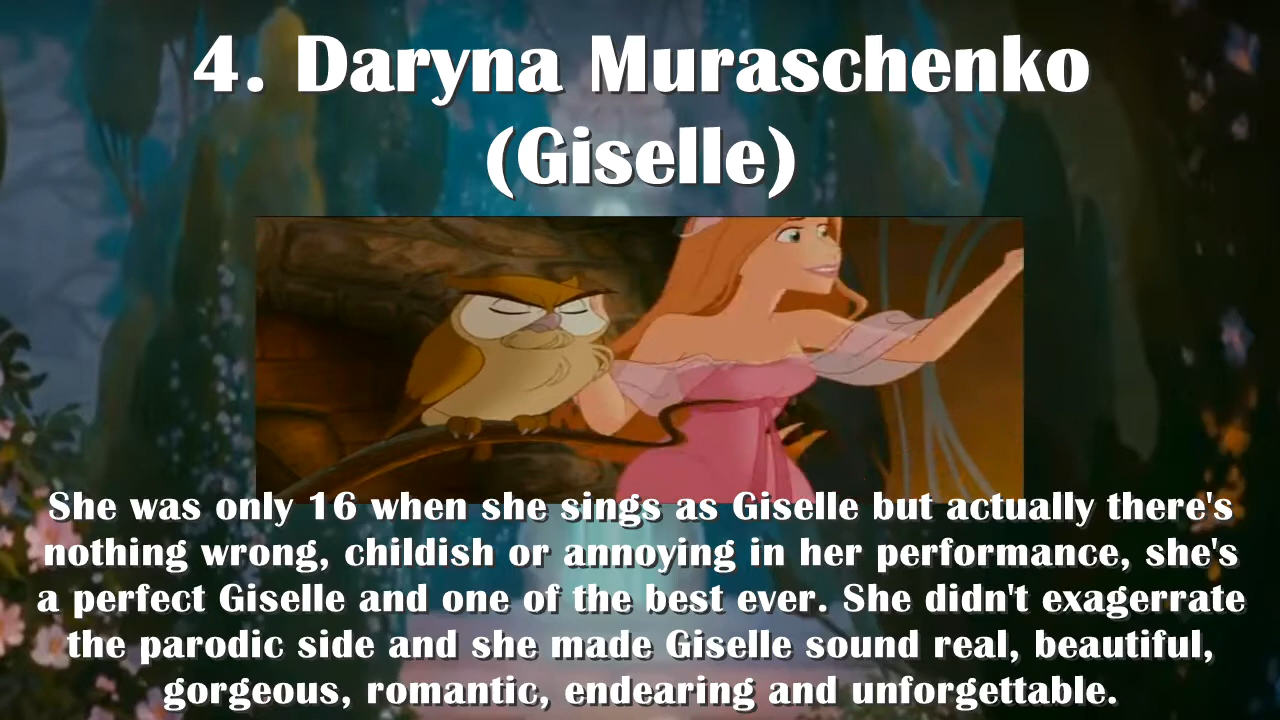 4. Daryna Muraschenko
(Giselle)
She was only 16 when she sings as Giselle but actually there's
nothing wrong, childish or annoying in her performance, she's
a perfect Giselle and one of the best ever. She didn't exagerrate
the parodic side and she made Giselle sound real, beautiful,
gorgeous, romantic, endearing and unforgettable.